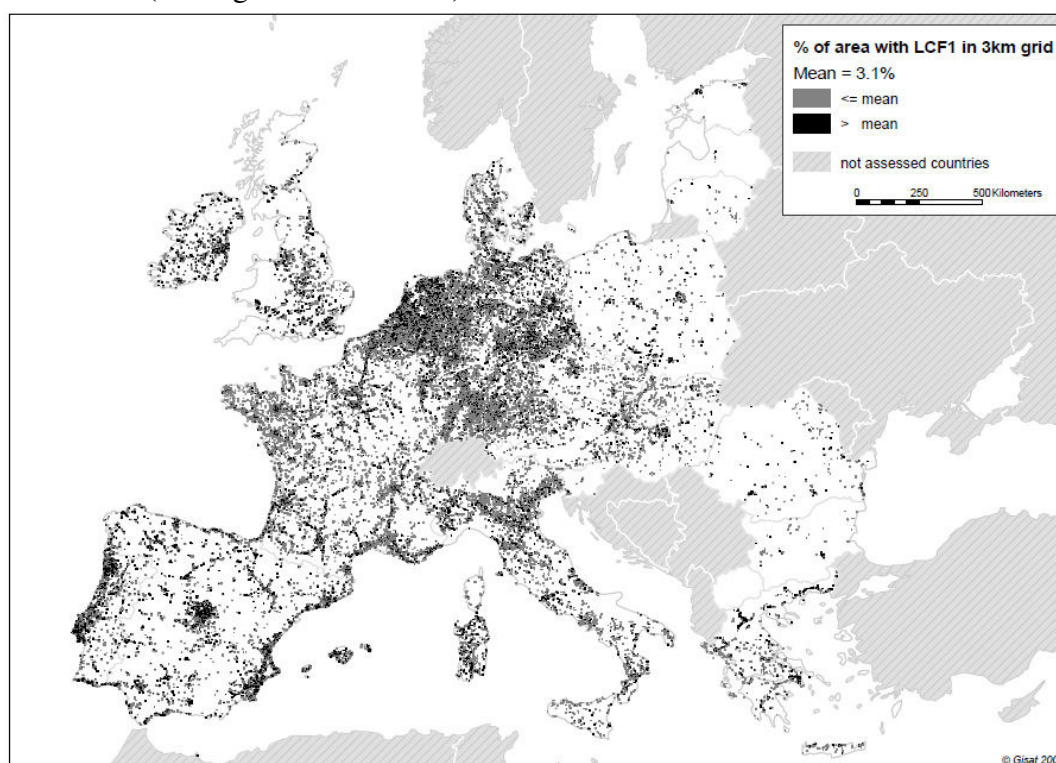 % of area with LCF1 in 3km grid
Mean = 3.1%
<= mean
> mean
not assessed countries
0 250 500 Kilometers
© Gisat 200